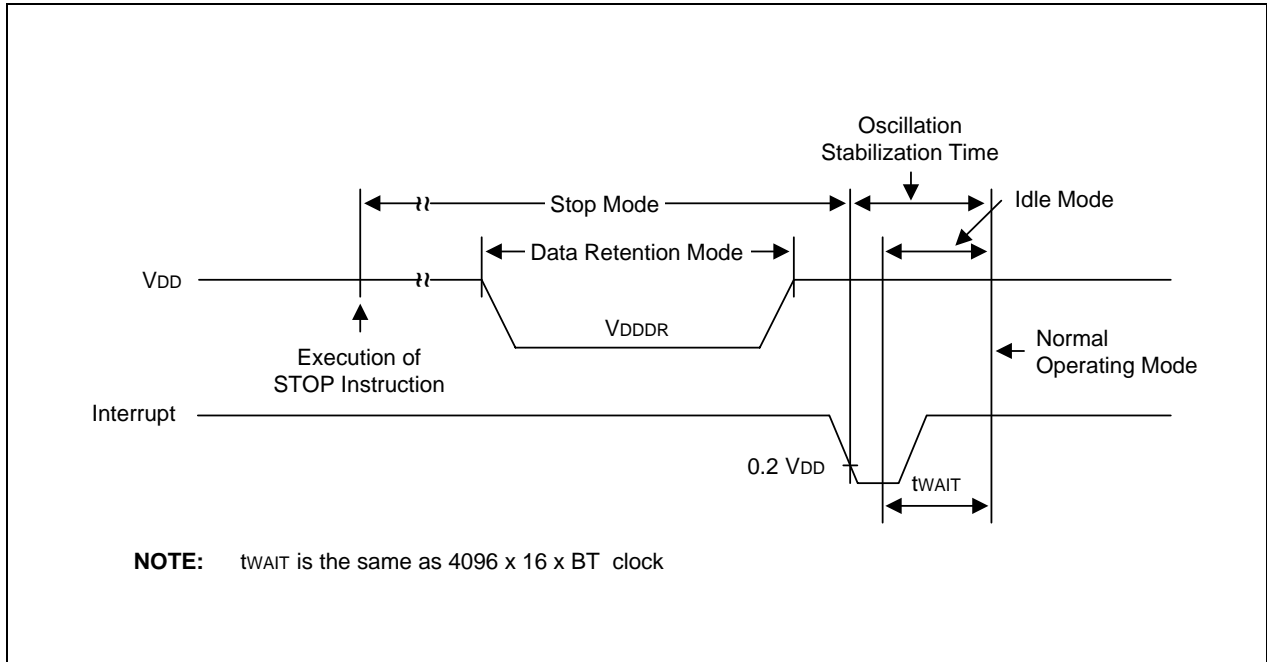 Oscillation
Stabilization Time
Idle Mode
Stop Mode
Data Retention Mode
VDD
VDDDR
Execution of
STOP Instruction
Normal
Operating Mode
Interrupt
0.2 VDD
tWAIT
NOTE: tWAIT is the same as 4096 x 16 x BT clock